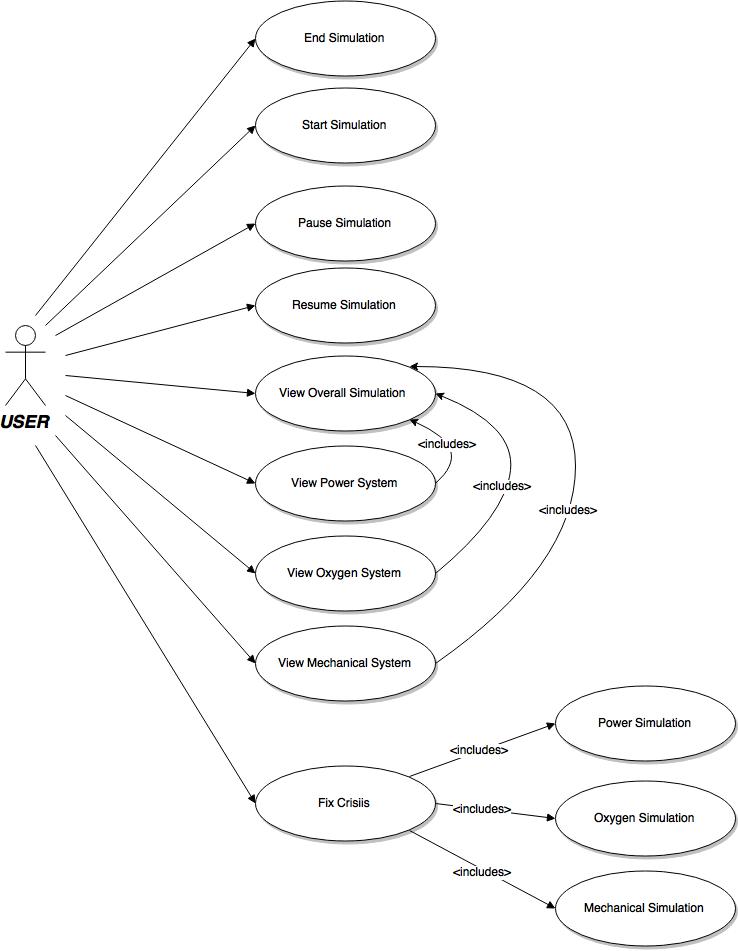 End Simulation
Start Simulation
Pause Simulation
Resume Simulation
View Overall Simulation
USER
<includes>
View Power System
<includes>
<includes>
View Oxygen System
View Mechanical System
Power Simulation
<includes>
Fix Crisiis
<includes>
Oxygen Simulation
<includes>
Mechanical Simulation